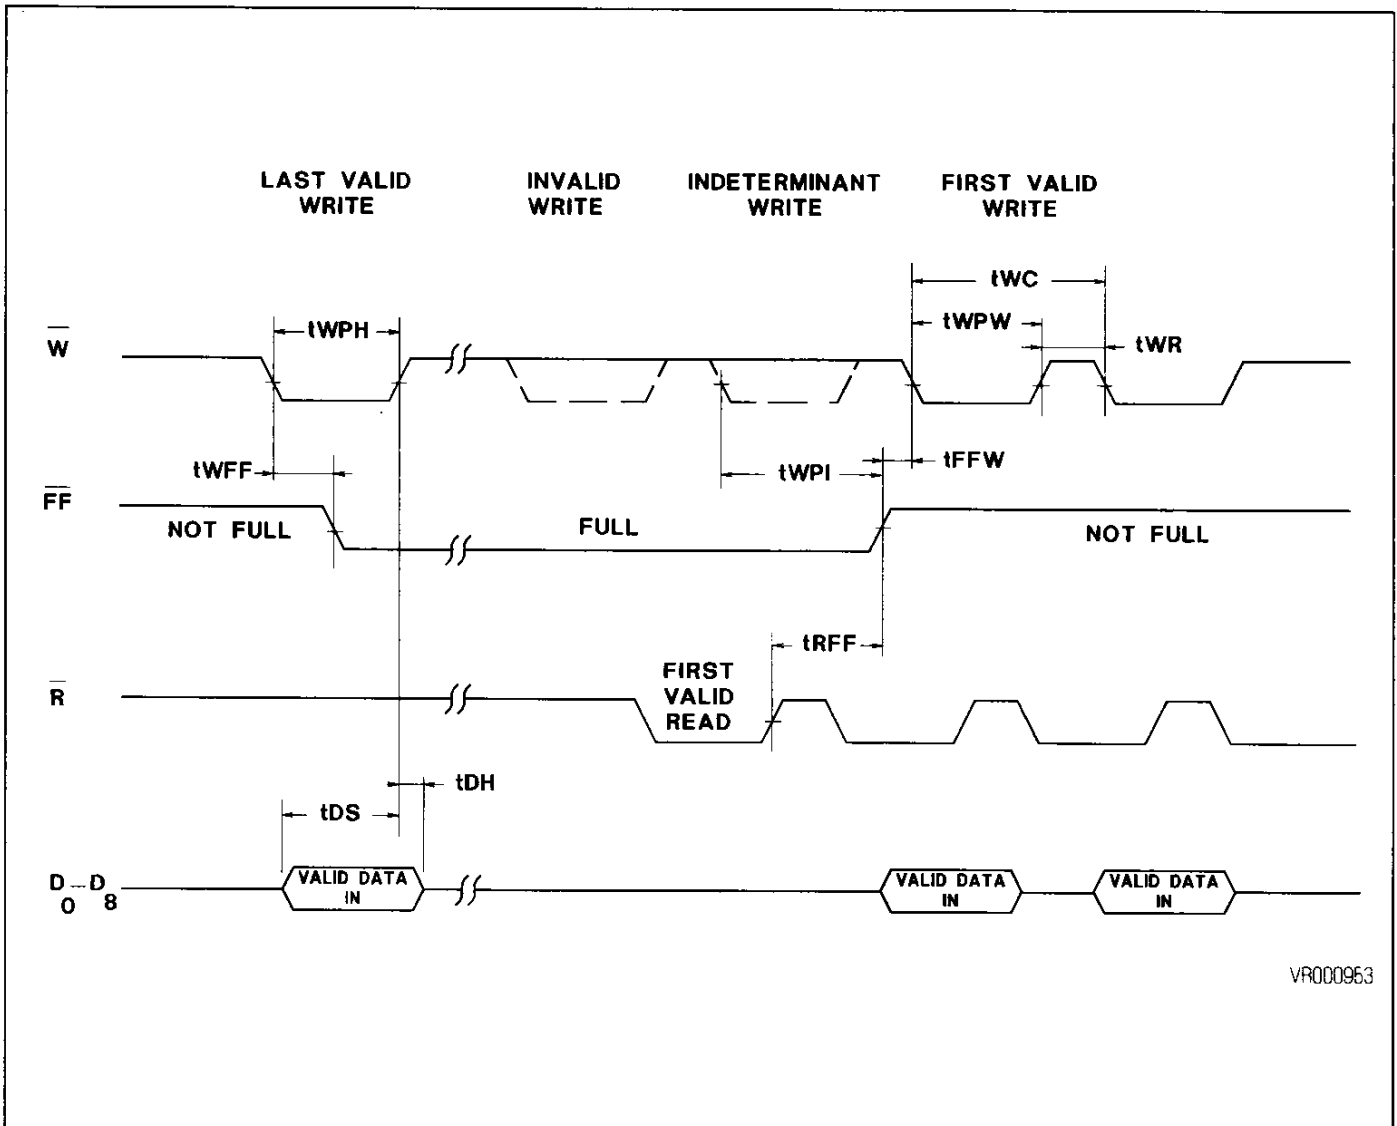 LAST VALID
WRITE
INVALID
WRITE
INDETERMINANT
WRITE
FIRST VALID
WRITE
tWC
tWPH
tWPW
tWR
W
tWFF
tWPI
tFFW
FF
NOT FULL
FULL
NOT FULL
tRFF
FIRST
VALID
READ
R
tDH
tDS
D0–D8
VALID DATA
IN
VALID DATA
IN
VALID DATA
IN
VR000953